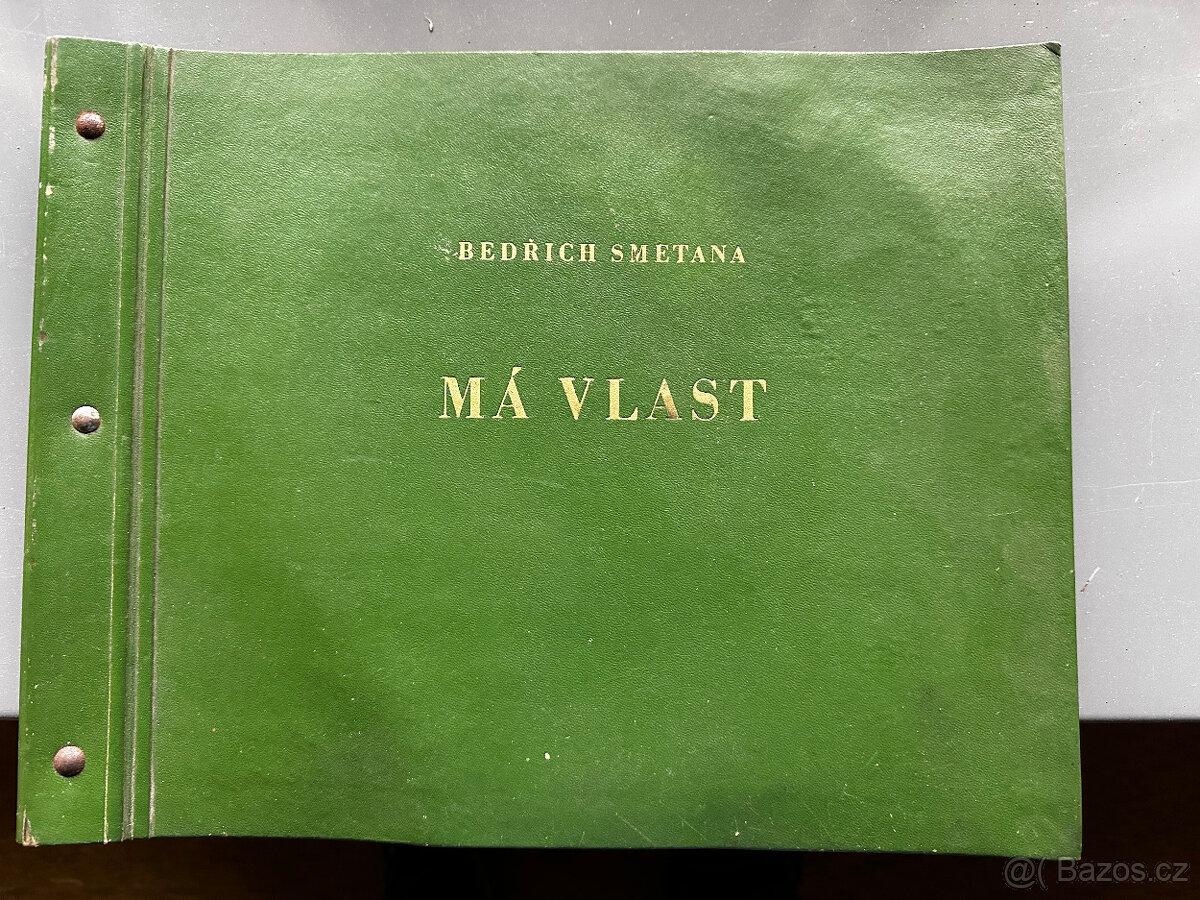 BEDŘICH SMETANA
MÁ VLAST
@( Bazos.cz